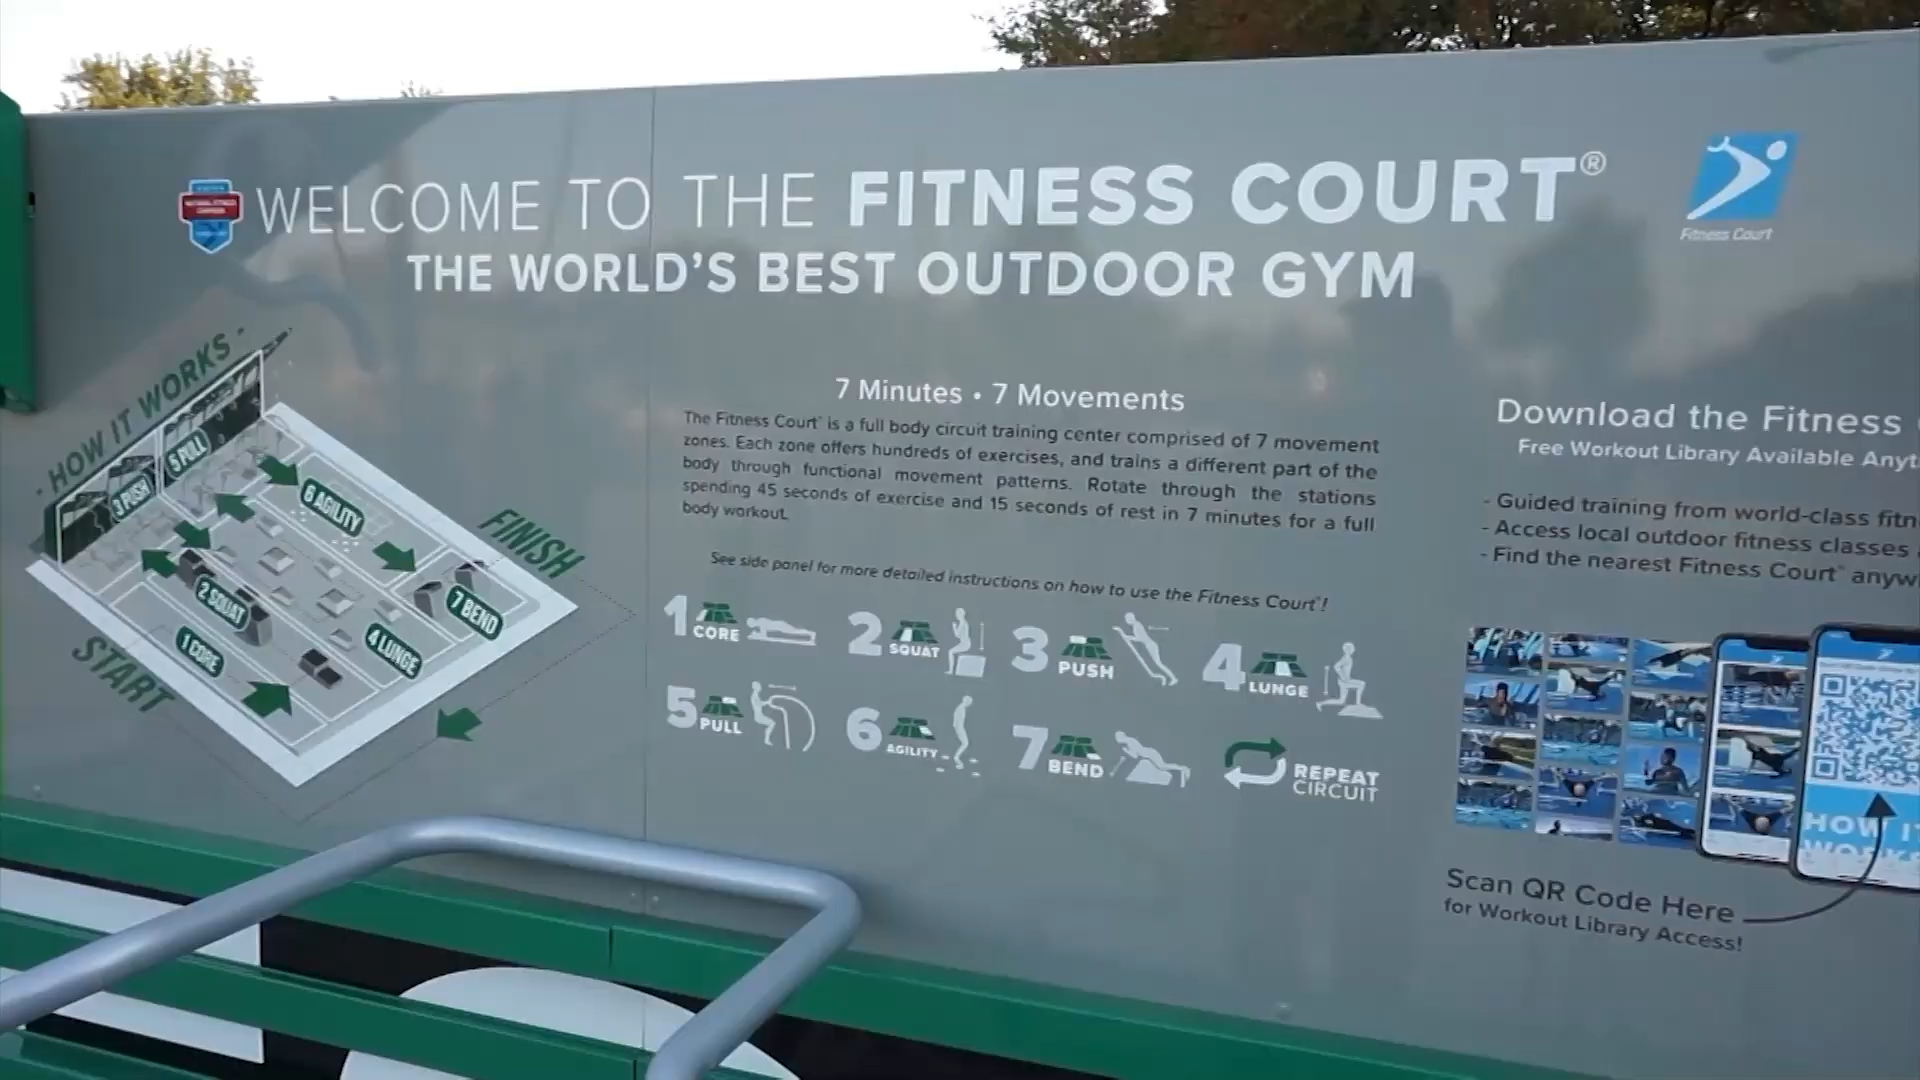 WELCOME TO THE FITNESS COURT®
THE WORLD'S BEST OUTDOOR GYM
Fitness Court
- HOW IT WORKS -
5 PULL
3 PUSH
6 AGILITY
FINISH
2 SQUAT
7 BEND
1 CORE
4 LUNGE
START
7 Minutes • 7 Movements
The Fitness Court® is a full body circuit training center comprised of 7 movement
zones. Each zone offers hundreds of exercises, and trains a different part of the
body through functional movement patterns. Rotate through the stations
spending 45 seconds of exercise and 15 seconds of rest in 7 minutes for a full
body workout.
See side panel for more detailed instructions on how to use the Fitness Court®!
1 CORE
2 SQUAT
3 PUSH
4 LUNGE
5 PULL
6 AGILITY
7 BEND
REPEAT
CIRCUIT
Download the Fitness
Free Workout Library Available
- Guided training from world-class
- Access local outdoor fitness classes
- Find the nearest Fitness Court®
HOW
Scan QR Code Here
for Workout Library Access!